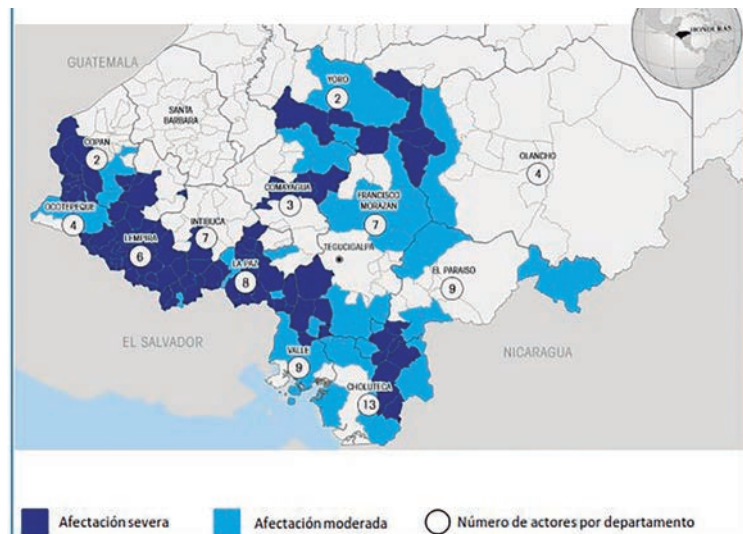 HONDURAS
GUATEMALA
YORO
2
SANTA
BARBARA
COPAN
2
OLANCHO
4
COMAYAGUA
3
FRANCISCO
MORAZAN
7
OCOTEPEQUE
4
INTIBUCA
7
LEMPIRA
6
TEGUCIGALPA
LA PAZ
8
EL PARAISO
9
EL SALVADOR
NICARAGUA
VALLE
9
CHOLUTECA
13
Afectación severa
Afectación moderada
Número de actores por departamento